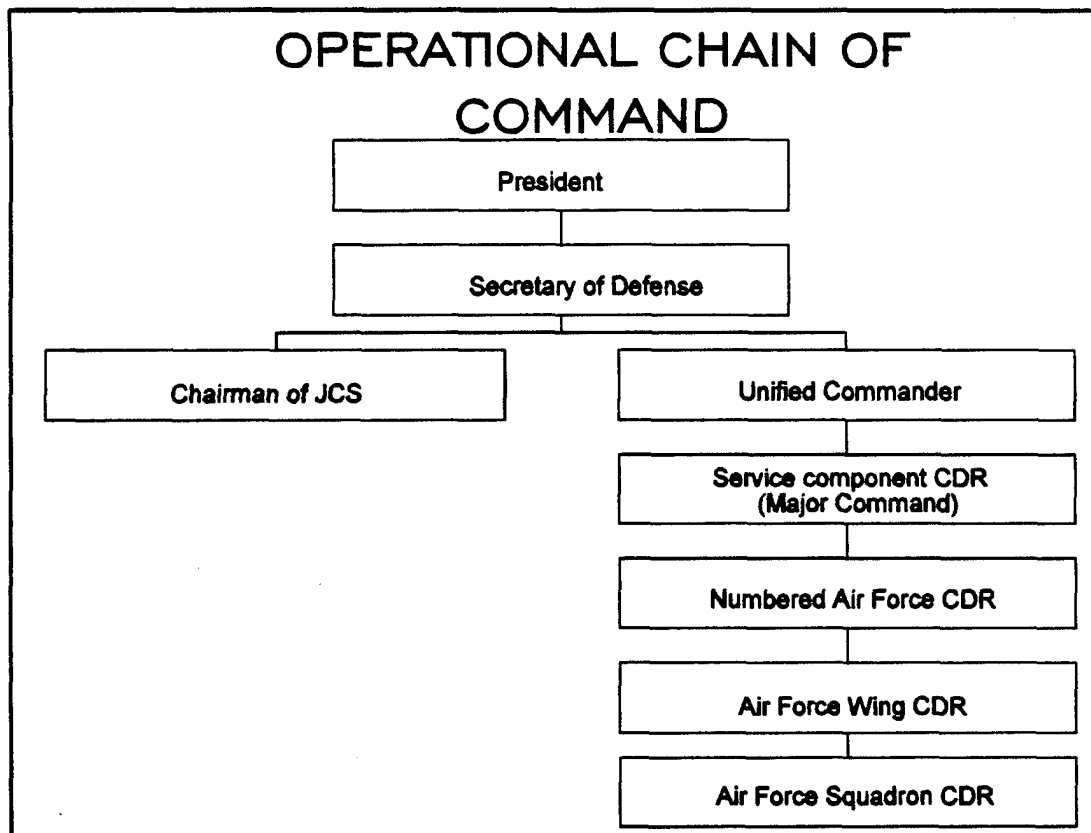 OPERATIONAL CHAIN OF
COMMAND
President
Secretary of Defense
Chairman of JCS
Unified Commander
Service component CDR
(Major Command)
Numbered Air Force CDR
Air Force Wing CDR
Air Force Squadron CDR